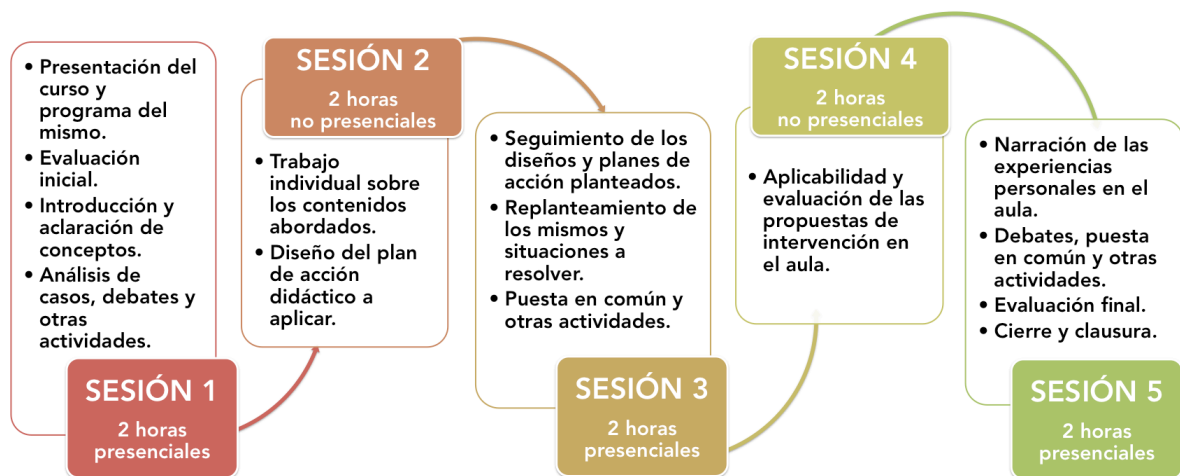 • Presentación del
curso y
programa del
mismo.
• Evaluación
inicial.
• Introducción y
aclaración de
conceptos.
• Análisis de
casos, debates y
otras
actividades.
SESIÓN 1
2 horas
presenciales
SESIÓN 2
2 horas
no presenciales
• Trabajo
individual sobre
los contenidos
abordados.
• Diseño del plan
de acción
didáctico a
aplicar.
• Seguimiento de los
diseños y planes de
acción planteados.
• Replanteamiento de
los mismos y
situaciones a
resolver.
• Puesta en común y
otras actividades.
SESIÓN 3
2 horas
presenciales
SESIÓN 4
2 horas
no presenciales
• Aplicabilidad y
evaluación de las
propuestas de
intervención en
el aula.
• Narración de las
experiencias
personales en el
aula.
• Debates, puesta
en común y otras
actividades.
• Evaluación final.
• Cierre y clausura.
SESIÓN 5
2 horas
presenciales